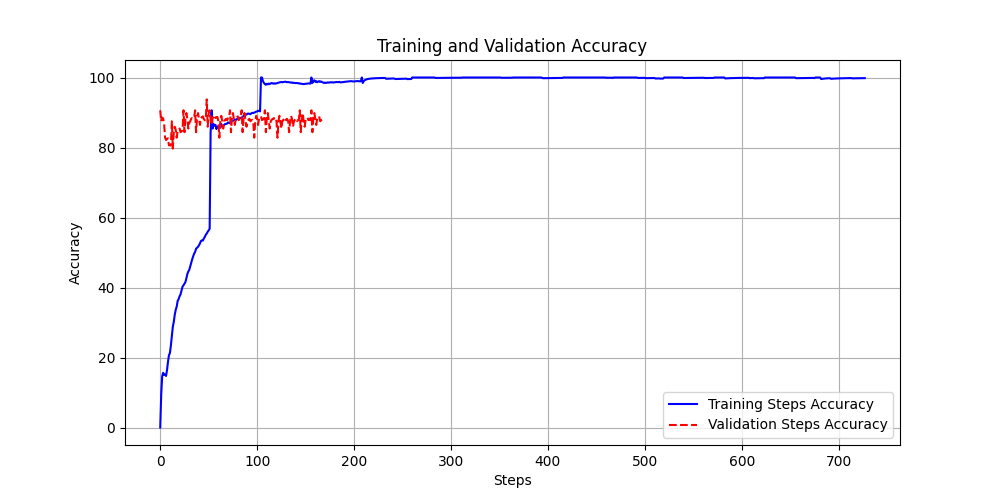 Training and Validation Accuracy
100
80
60
40
20
0
Accuracy
0 100 200 300 400 500 600 700
Steps
Training Steps Accuracy
Validation Steps Accuracy